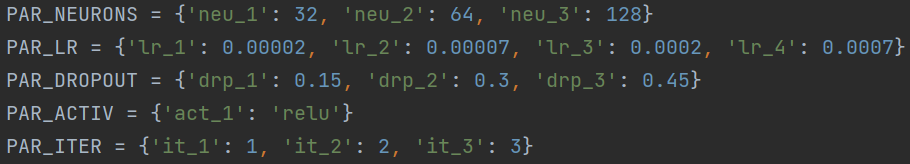 PAR_NEURONS = {'neu_1': 32, 'neu_2': 64, 'neu_3': 128}
PAR_LR = {'lr_1': 0.00002, 'lr_2': 0.00007, 'lr_3': 0.0002, 'lr_4': 0.0007}
PAR_DROPOUT = {'drp_1': 0.15, 'drp_2': 0.3, 'drp_3': 0.45}
PAR_ACTIV = {'act_1': 'relu'}
PAR_ITER = {'it_1': 1, 'it_2': 2, 'it_3': 3}